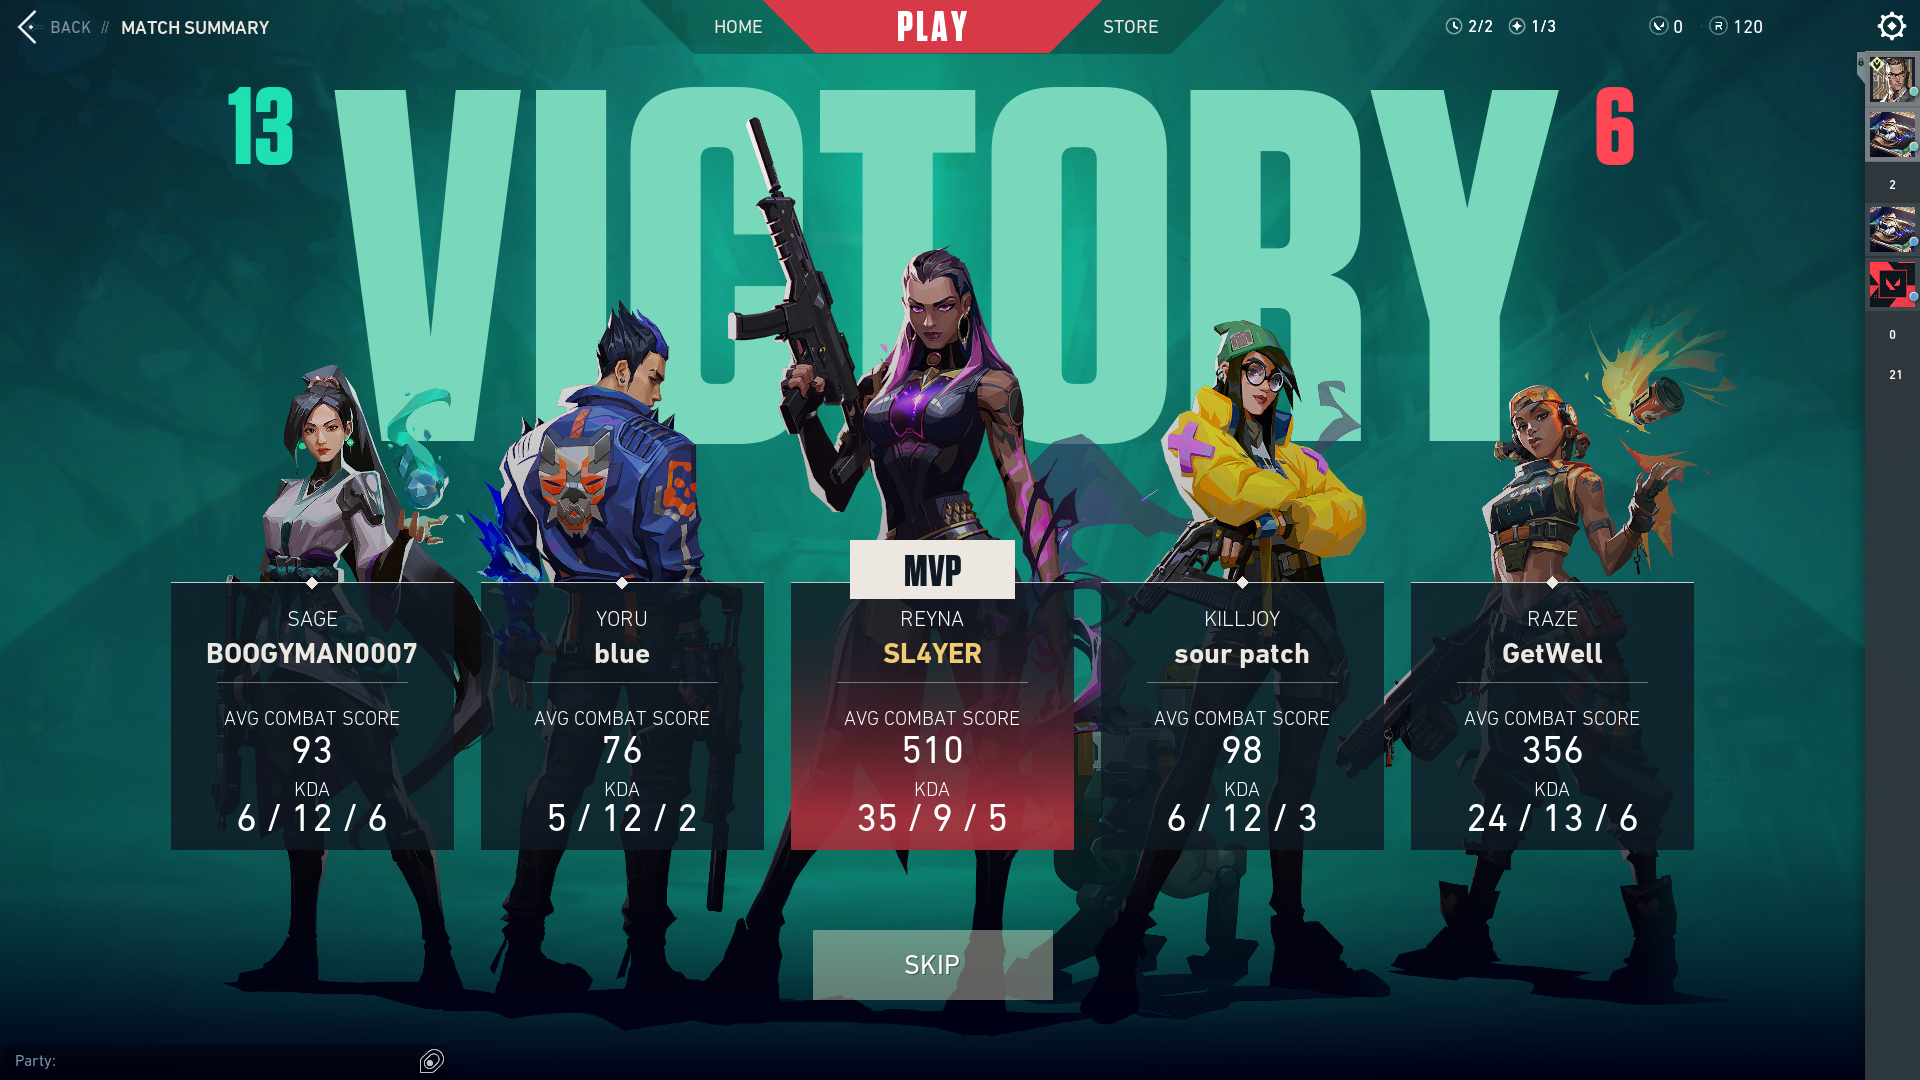 BACK // MATCH SUMMARY
HOME
PLAY
STORE
2/2
1/3
0
R 120
13
VICTORY
6
2
0
21
MVP
SAGE
BOOGYMAN0007
AVG COMBAT SCORE
93
KDA
6 / 12 / 6
YORU
blue
AVG COMBAT SCORE
76
KDA
5 / 12 / 2
REYNA
SL4YER
AVG COMBAT SCORE
510
KDA
35 / 9 / 5
KILLJOY
sour patch
AVG COMBAT SCORE
98
KDA
6 / 12 / 3
RAZE
GetWell
AVG COMBAT SCORE
356
KDA
24 / 13 / 6
SKIP
Party: